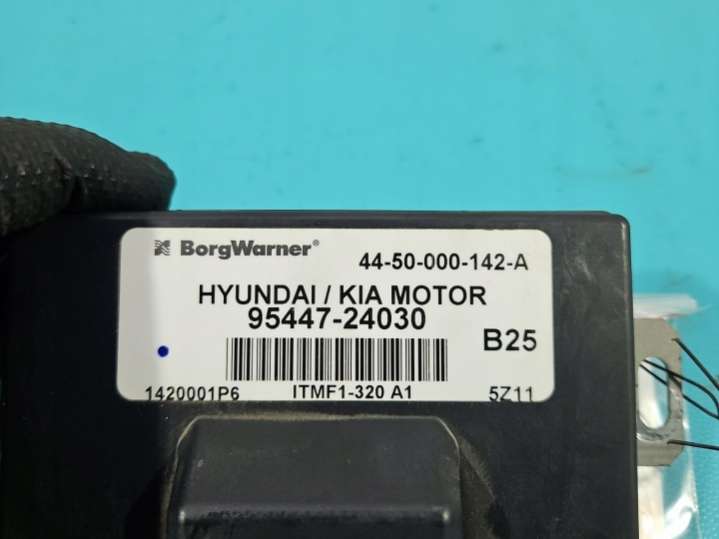 BorgWarner®
44-50-000-142-A
HYUNDAI / KIA MOTOR
95447-24030
B25
1420001P6 ITMF1-320 A1 5Z11